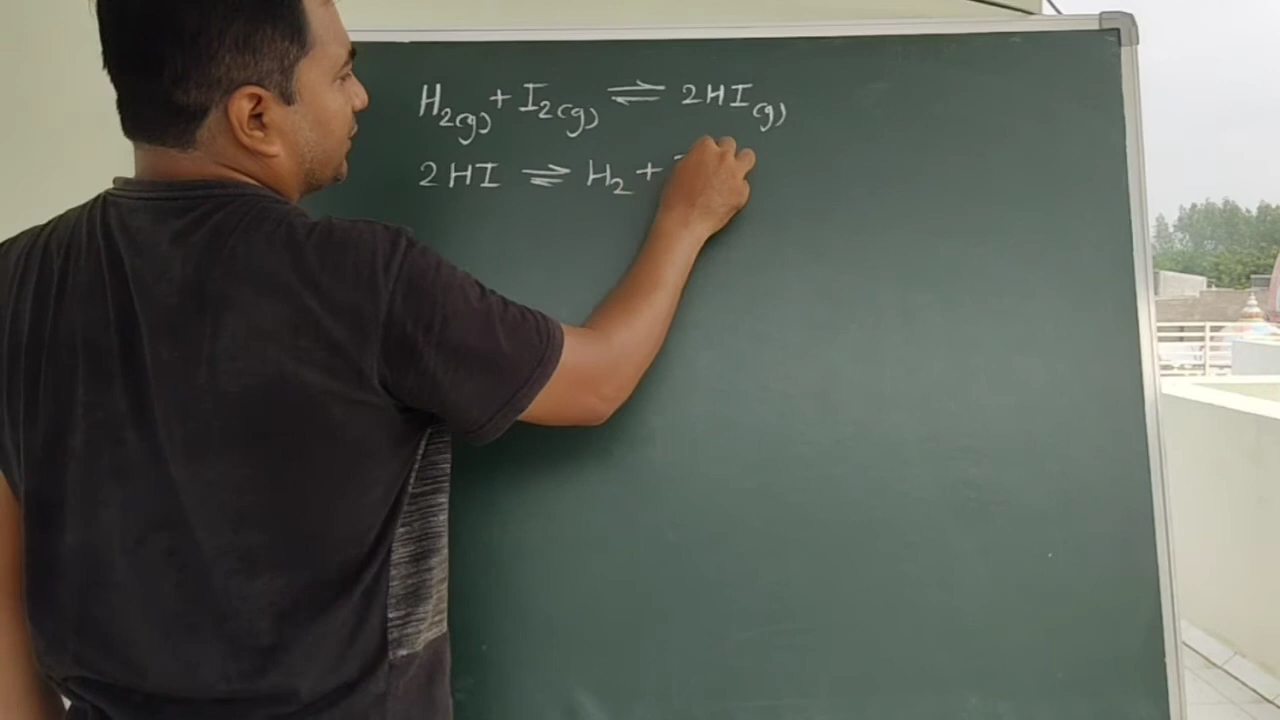 H₂(g) + I₂(g) ⇌ 2HI(g)
2HI ⇌ H₂ +